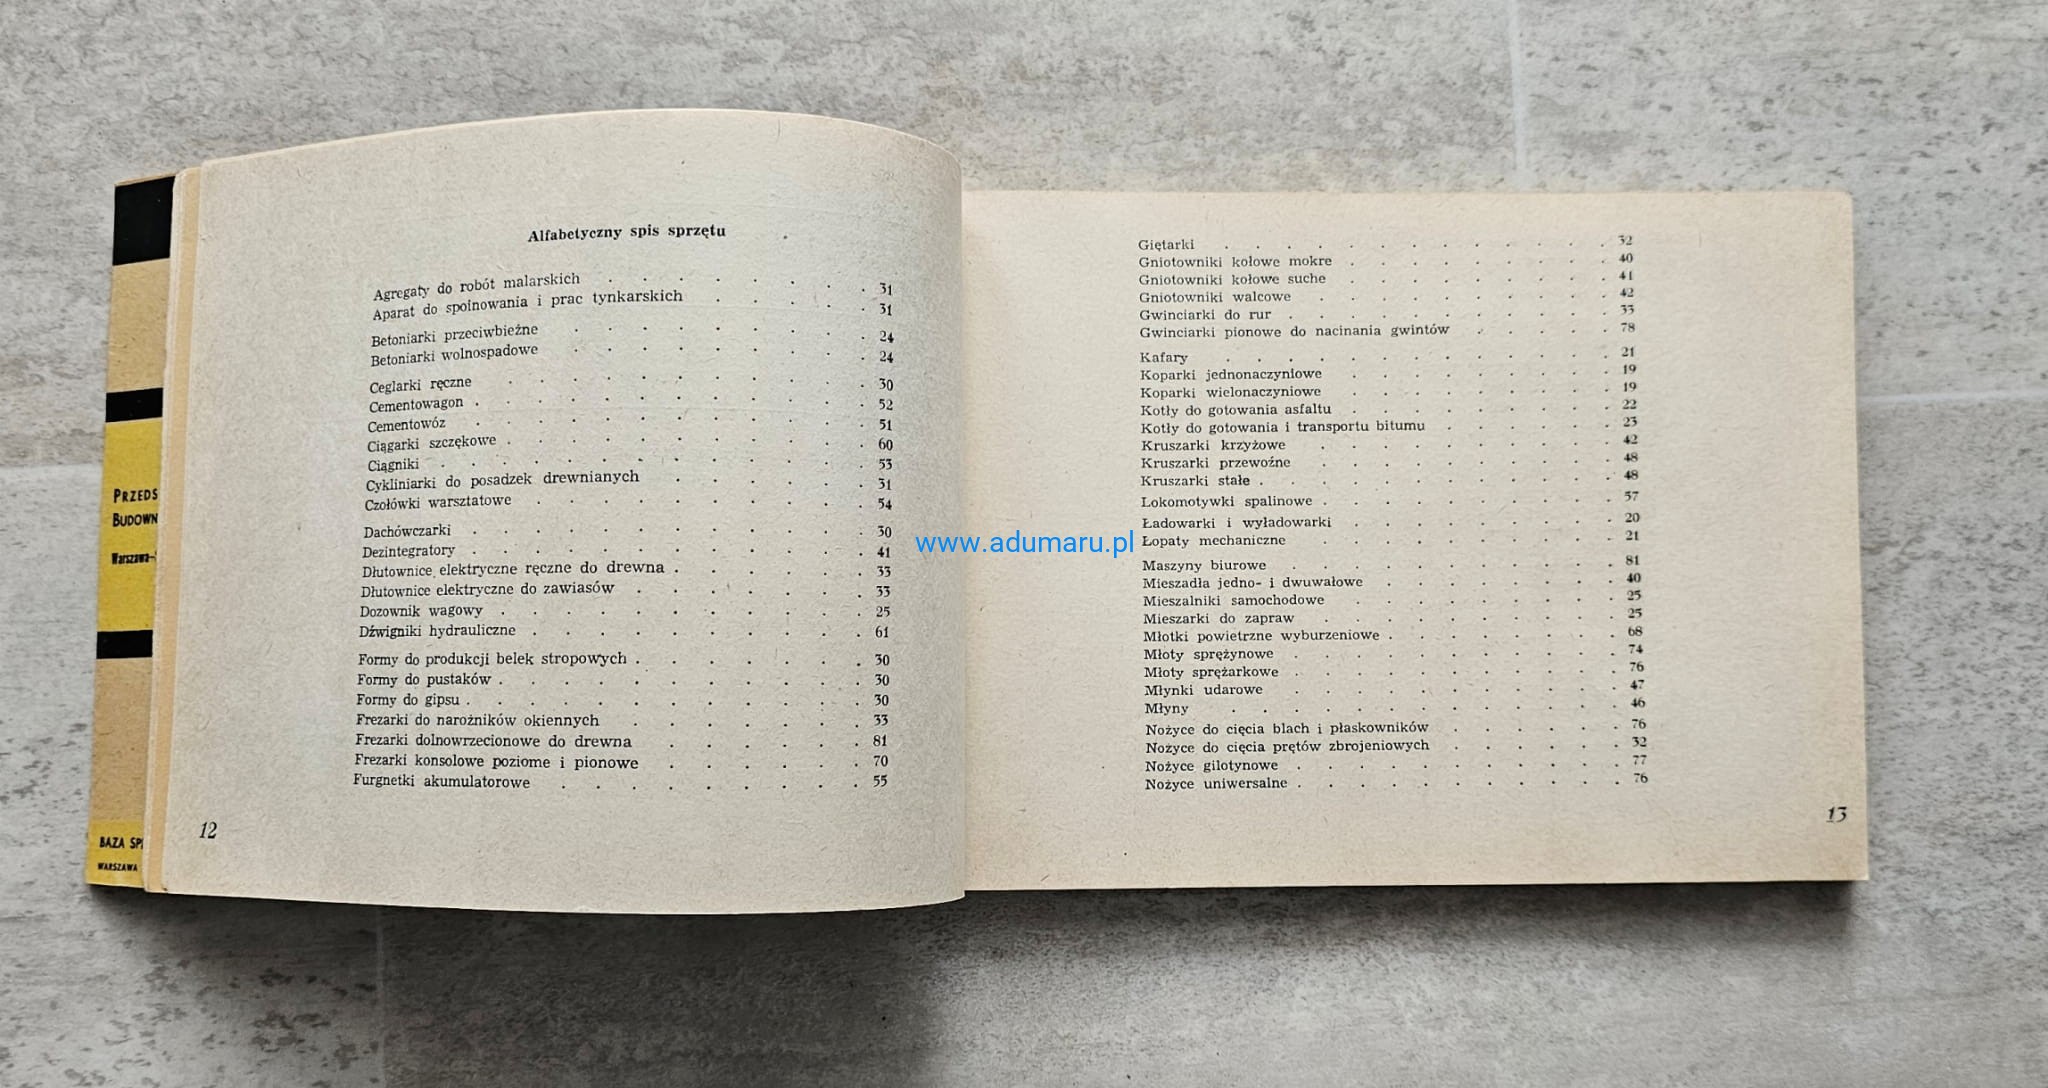 PRZEDS
BUDOWN
Warszawa-
BAZA SP
WARSZAWA
Alfabetyczny spis sprzętu
Agregaty do robót malarskich . . . . . . 31
Aparat do spoinowania i prac tynkarskich . . . . . 31
Betoniarki przeciwbieżne . . . . . . . . . 24
Betoniarki wolnospadowe . . . . . . . . . 24
Ceglarki ręczne . . . . . . . . . . . 30
Cementowagon . . . . . . . . . . . . 52
Cementowóz . . . . . . . . . . . . 51
Ciągarki szczękowe . . . . . . . . . . . 60
Ciągniki . . . . . . . . . . . . . 53
Cykliniarki do posadzek drewnianych . . . . . . 31
Czołówki warsztatowe . . . . . . . . . . 54
Dachówczarki . . . . . . . . . . . . 30
Dezintegratory . . . . . . . . . . . . 41
Dłutownice elektryczne ręczne do drewna . . . . . . 33
Dłutownice elektryczne do zawiasów . . . . . . . 33
Dozownik wagowy . . . . . . . . . . . 25
Dźwigniki hydrauliczne . . . . . . . . . . 61
Formy do produkcji belek stropowych . . . . . . . 30
Formy do pustaków . . . . . . . . . . . 30
Formy do gipsu . . . . . . . . . . . . 30
Frezarki do narożników okiennych . . . . . . . 33
Frezarki dolnowrzecionowe do drewna . . . . . . 81
Frezarki konsolowe poziome i pionowe . . . . . . 70
Furgnetki akumulatorowe . . . . . . . . . 55
12
Giętarki . . . . . . . . . . . . . 32
Gniotowniki kołowe mokre . . . . . . . . . 40
Gniotowniki kołowe suche . . . . . . . . . 41
Gniotowniki walcowe . . . . . . . . . . 42
Gwinciarki do rur . . . . . . . . . . . 33
Gwinciarki pionowe do nacinania gwintów . . . . . 78
Kafary . . . . . . . . . . . . . 21
Koparki jednonaczyniowe . . . . . . . . . 19
Koparki wielonaczyniowe . . . . . . . . . 19
Kotły do gotowania asfaltu . . . . . . . . . 22
Kotły do gotowania i transportu bitumu . . . . . . 23
Kruszarki krzyżowe . . . . . . . . . . 42
Kruszarki przewoźne . . . . . . . . . . 48
Kruszarki stałe . . . . . . . . . . . . 48
Lokomotywki spalinowe . . . . . . . . . . 57
Ładowarki i wyładowarki . . . . . . . . . 20
Łopaty mechaniczne . . . . . . . . . . 21
Maszyny biurowe . . . . . . . . . . . 81
Mieszadła jedno- i dwuwałowe . . . . . . . . 40
Mieszalniki samochodowe . . . . . . . . . 25
Mieszarki do zapraw . . . . . . . . . . 25
Młotki powietrzne wyburzeniowe . . . . . . . . 68
Młoty sprężynowe . . . . . . . . . . . 74
Młoty sprężarkowe . . . . . . . . . . . 76
Młynki udarowe . . . . . . . . . . . 47
Młyny . . . . . . . . . . . . . 46
Nożyce do cięcia blach i płaskowników . . . . . . 76
Nożyce do cięcia prętów zbrojeniowych . . . . . . 32
Nożyce gilotynowe . . . . . . . . . . . 77
Nożyce uniwersalne . . . . . . . . . . . 76
13
www.adumaru.pl